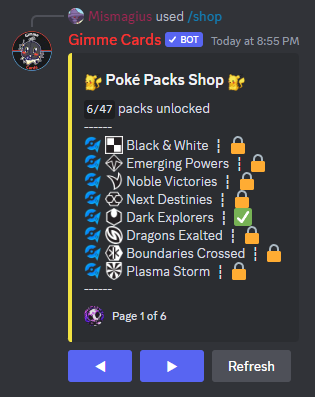 Mismagius used /shop
Gimme Cards ✓ BOT Today at 8:55 PM
Poké Packs Shop
6/47 packs unlocked
------
Black & White ¦
Emerging Powers ¦
Noble Victories ¦
Next Destinies ¦
Dark Explorers ¦
Dragons Exalted ¦
Boundaries Crossed ¦
Plasma Storm ¦
------
Page 1 of 6
Refresh